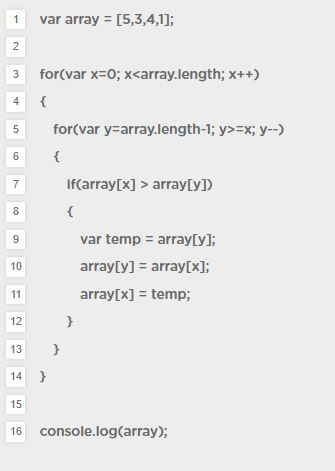 1 var array = [5,3,4,1];
2
3 for(var x=0; x<array.length; x++)
4 {
5 for(var y=array.length-1; y>=x; y--)
6 {
7 if(array[x] > array[y])
8 {
9 var temp = array[y];
10 array[y] = array[x];
11 array[x] = temp;
12 }
13 }
14 }
15
16 console.log(array);